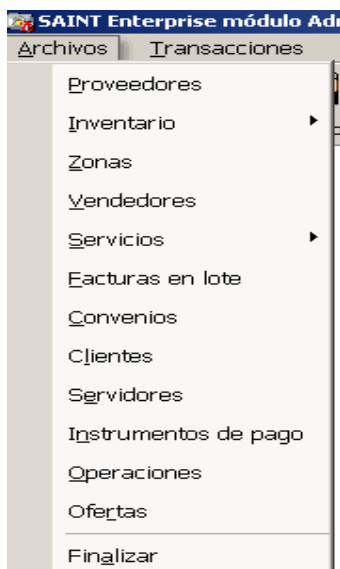 SAINT Enterprise módulo
Archivos Transacciones
Proveedores
Inventario
Zonas
Vendedores
Servicios
Facturas en lote
Convenios
Clientes
Servidores
Instrumentos de pago
Operaciones
Ofertas
Finalizar